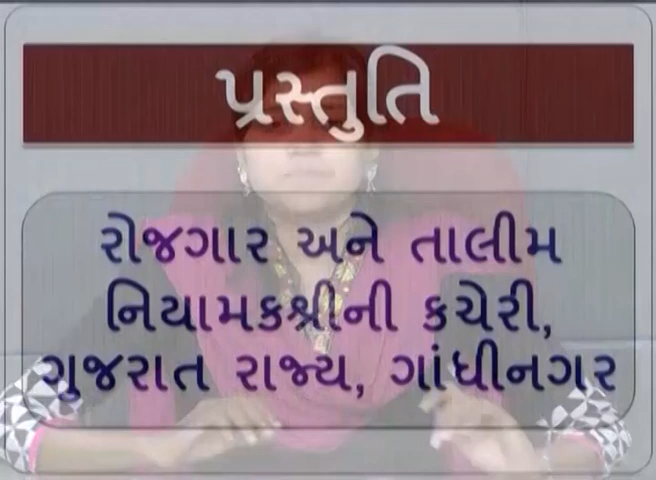 પ્રસ્તુતિ
રોજગાર અને તાલીમ
નિયામકશ્રીની કચેરી,
ગુજરાત રાજ્ય, ગાંધીનગર